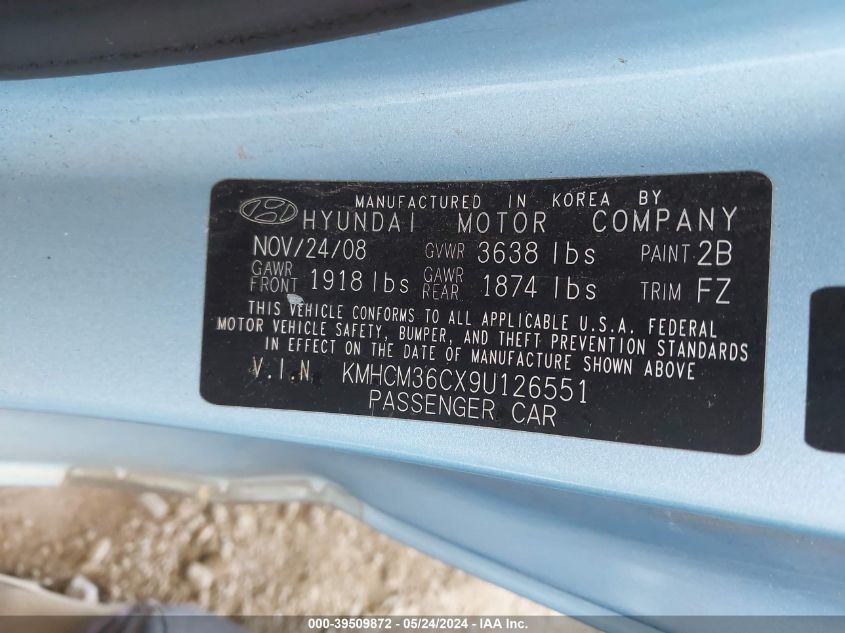 MANUFACTURED IN KOREA BY
HYUNDAI MOTOR COMPANY
NOV/24/08 GVWR 3638 lbs PAINT 2B
GAWR FRONT 1918 lbs GAWR REAR 1874 lbs TRIM FZ
THIS VEHICLE CONFORMS TO ALL APPLICABLE U.S.A. FEDERAL
MOTOR VEHICLE SAFETY, BUMPER, AND THEFT PREVENTION STANDARDS
IN EFFECT ON THE DATE OF MANUFACTURE SHOWN ABOVE
V.I.N. KMHCM36CX9U126551
PASSENGER CAR
000-39509872 - 05/24/2024 - IAA Inc.